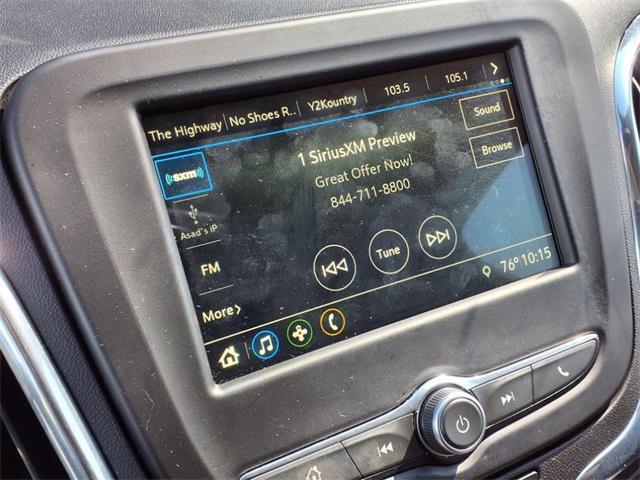 The Highway No Shoes R.. Y2Kountry 103.5 105.1
Sound
sxm
1 SiriusXM Preview
Browse
Great Offer Now!
844-711-8800
Asad's iP
Tune
FM
More
76° 10:15